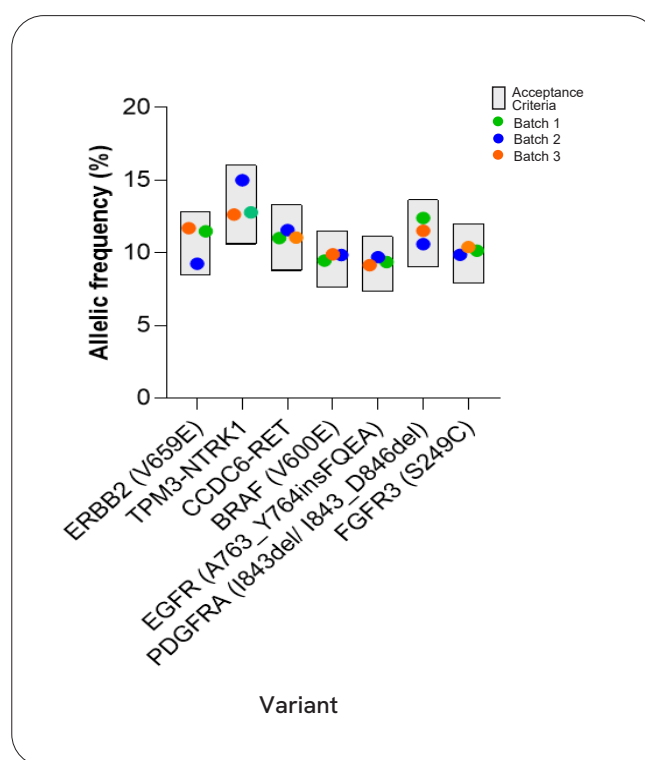 20
15
10
5
0
Allelic frequency (%)
Acceptance
Criteria
Batch 1
Batch 2
Batch 3
ERBB2 (V659E)
TPM3-NTRK1
CCDC6-RET
BRAF (V600E)
EGFR (A763_Y764insFQEA)
PDGFRA (I843del/ I843_D846del)
FGFR3 (S249C)
Variant